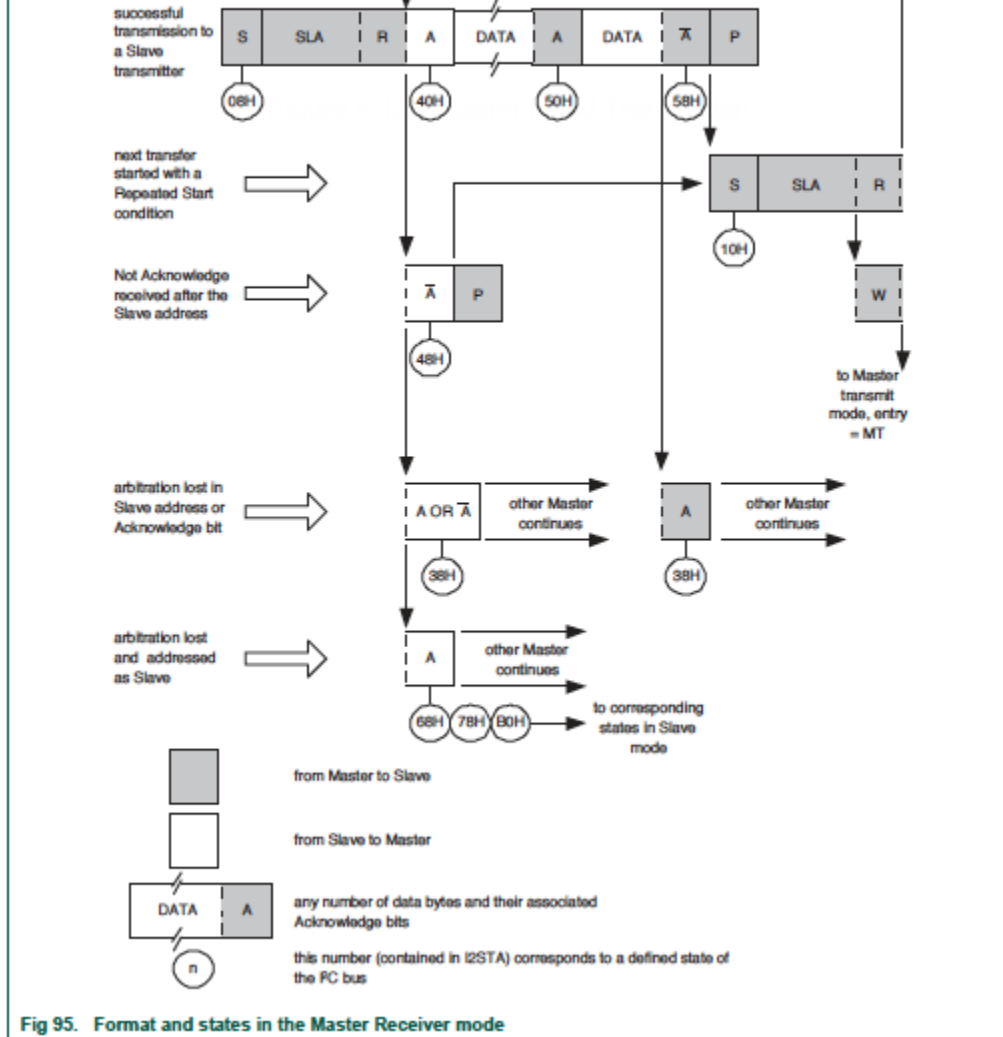 successful
transmission to
a Slave
transmitter
S SLA R A DATA A DATA A̅ P
08H 40H 50H 58H
next transfer
started with a
Repeated Start
condition
S SLA R
10H
Not Acknowledge
received after the
Slave address
A̅ P
W
48H
to Master
transmit
mode, entry
= MT
arbitration lost in
Slave address or
Acknowledge bit
A OR A̅
other Master
continues
A
other Master
continues
38H 38H
arbitration lost
and addressed
as Slave
A
other Master
continues
68H 78H B0H
to corresponding
states in Slave
mode
from Master to Slave
from Slave to Master
DATA A
any number of data bytes and their associated
Acknowledge bits
n
this number (contained in I2STA) corresponds to a defined state of
the I²C bus
Fig 95. Format and states in the Master Receiver mode